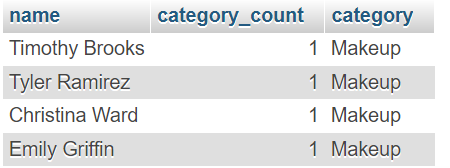 name category_count category
Timothy Brooks 1 Makeup
Tyler Ramirez 1 Makeup
Christina Ward 1 Makeup
Emily Griffin 1 Makeup